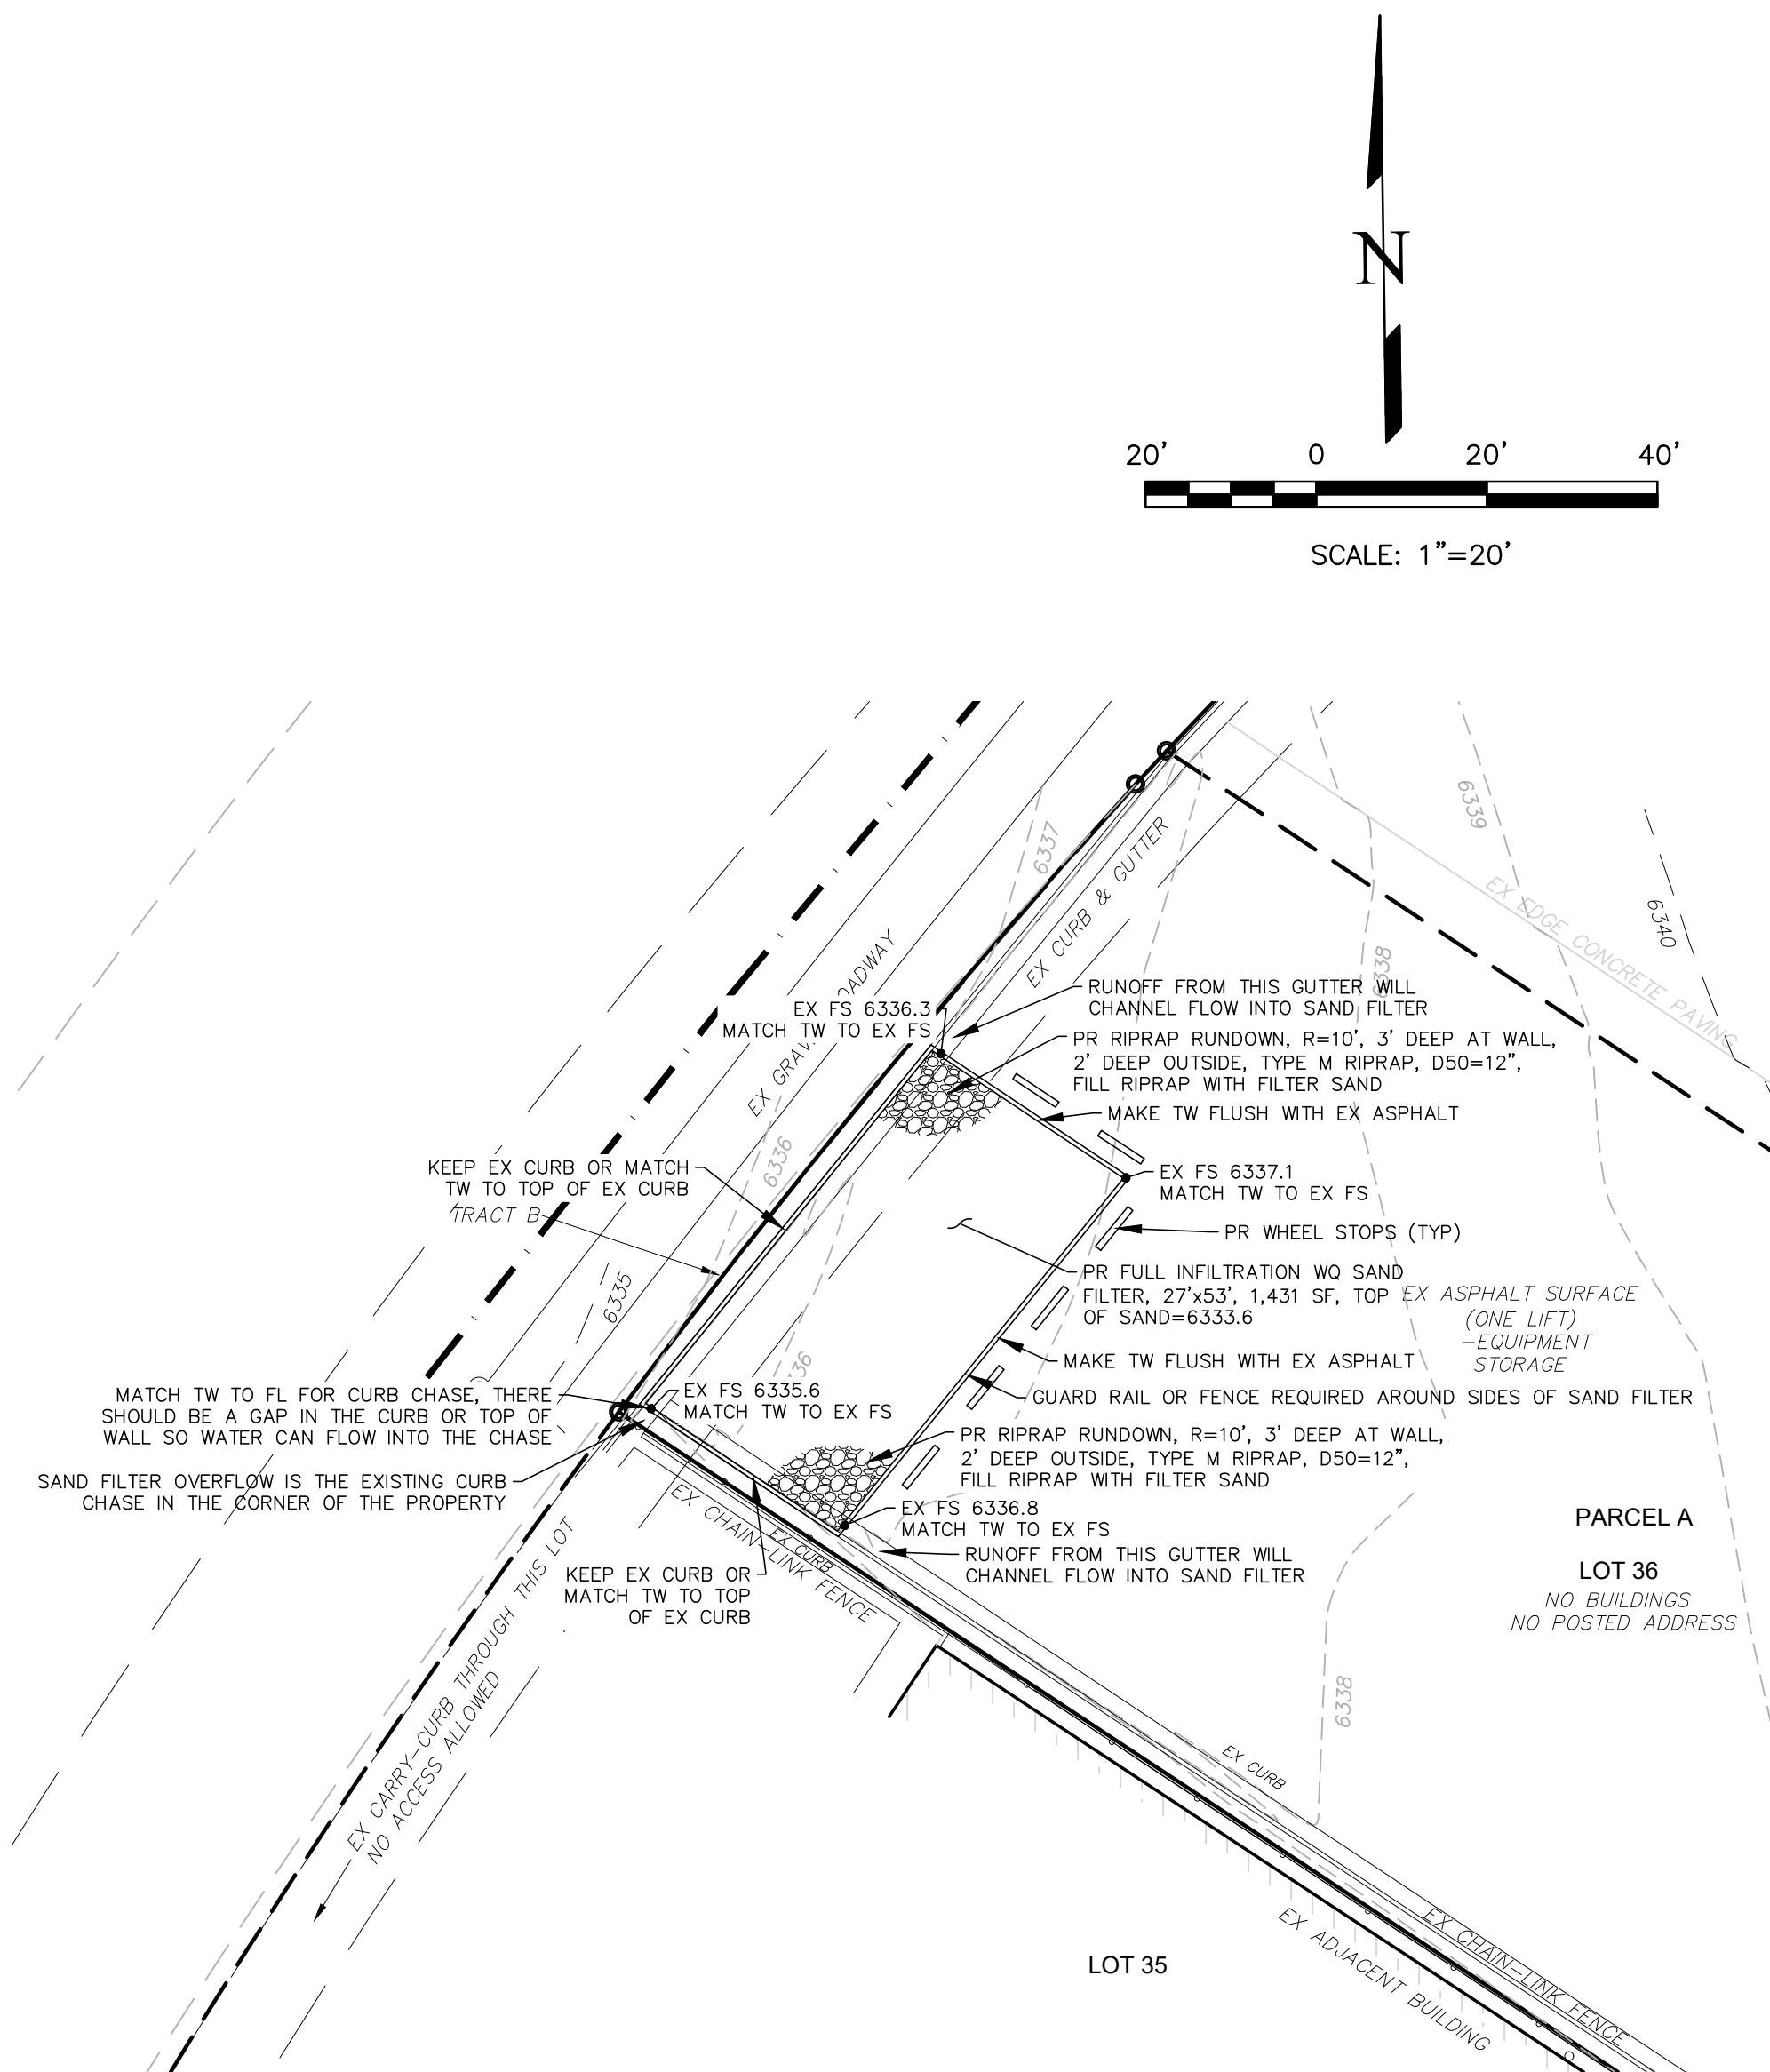 N
20' 0 20' 40'
SCALE: 1"=20'
6337
EX CURB & GUTTER
6339
EX EDGE CONCRETE PAVING
6340
6338
EX GRAV
OADWAY
EX FS 6336.3
MATCH TW TO EX FS
RUNOFF FROM THIS GUTTER WILL
CHANNEL FLOW INTO SAND FILTER
PR RIPRAP RUNDOWN, R=10', 3' DEEP AT WALL,
2' DEEP OUTSIDE, TYPE M RIPRAP, D50=12",
FILL RIPRAP WITH FILTER SAND
MAKE TW FLUSH WITH EX ASPHALT
6336
KEEP EX CURB OR MATCH
TW TO TOP OF EX CURB
TRACT B
EX FS 6337.1
MATCH TW TO EX FS
PR WHEEL STOPS (TYP)
PR FULL INFILTRATION WQ SAND
FILTER, 27'x53', 1,431 SF, TOP
OF SAND=6333.6
EX ASPHALT SURFACE
(ONE LIFT)
-EQUIPMENT
STORAGE
6335
MAKE TW FLUSH WITH EX ASPHALT
GUARD RAIL OR FENCE REQUIRED AROUND SIDES OF SAND FILTER
MATCH TW TO FL FOR CURB CHASE, THERE
SHOULD BE A GAP IN THE CURB OR TOP OF
WALL SO WATER CAN FLOW INTO THE CHASE
36
EX FS 6335.6
MATCH TW TO EX FS
SAND FILTER OVERFLOW IS THE EXISTING CURB
CHASE IN THE CORNER OF THE PROPERTY
PR RIPRAP RUNDOWN, R=10', 3' DEEP AT WALL,
2' DEEP OUTSIDE, TYPE M RIPRAP, D50=12",
FILL RIPRAP WITH FILTER SAND
EX FS 6336.8
MATCH TW TO EX FS
RUNOFF FROM THIS GUTTER WILL
CHANNEL FLOW INTO SAND FILTER
EX CURB
EX CHAIN-LINK FENCE
KEEP EX CURB OR
MATCH TW TO TOP
OF EX CURB
PARCEL A
LOT 36
NO BUILDINGS
NO POSTED ADDRESS
EX CARRY-CURB THROUGH THIS LOT
NO ACCESS ALLOWED
6338
EX CURB
EX CHAIN-LINK FENCE
EX ADJACENT BUILDING
LOT 35